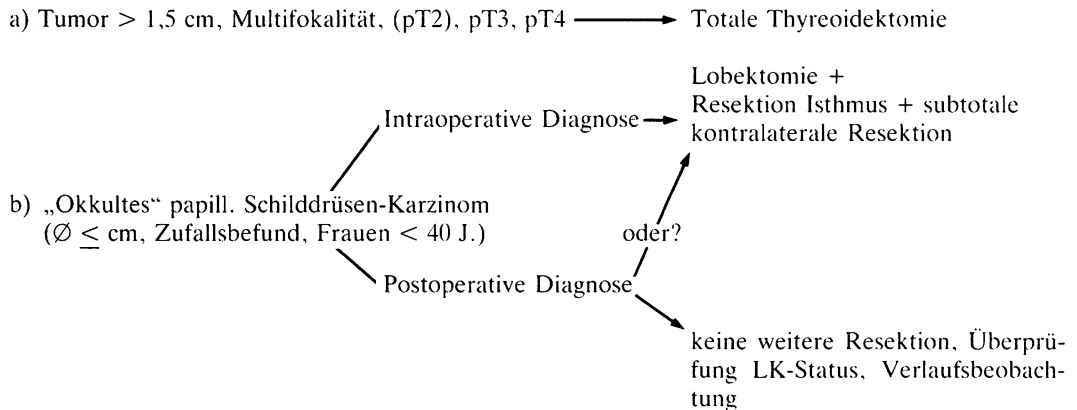 a) Tumor > 1,5 cm, Multifokalität, (pT2), pT3, pT4 Totale Thyreoidektomie
Lobektomie +
Resektion Isthmus + subtotale
kontralaterale Resektion
Intraoperative Diagnose
b) „Okkultes“ papill. Schilddrüsen-Karzinom
(Ø ≤ cm, Zufallsbefund, Frauen < 40 J.)
oder?
Postoperative Diagnose
keine weitere Resektion, Überprü-
fung LK-Status, Verlaufsbeobach-
tung